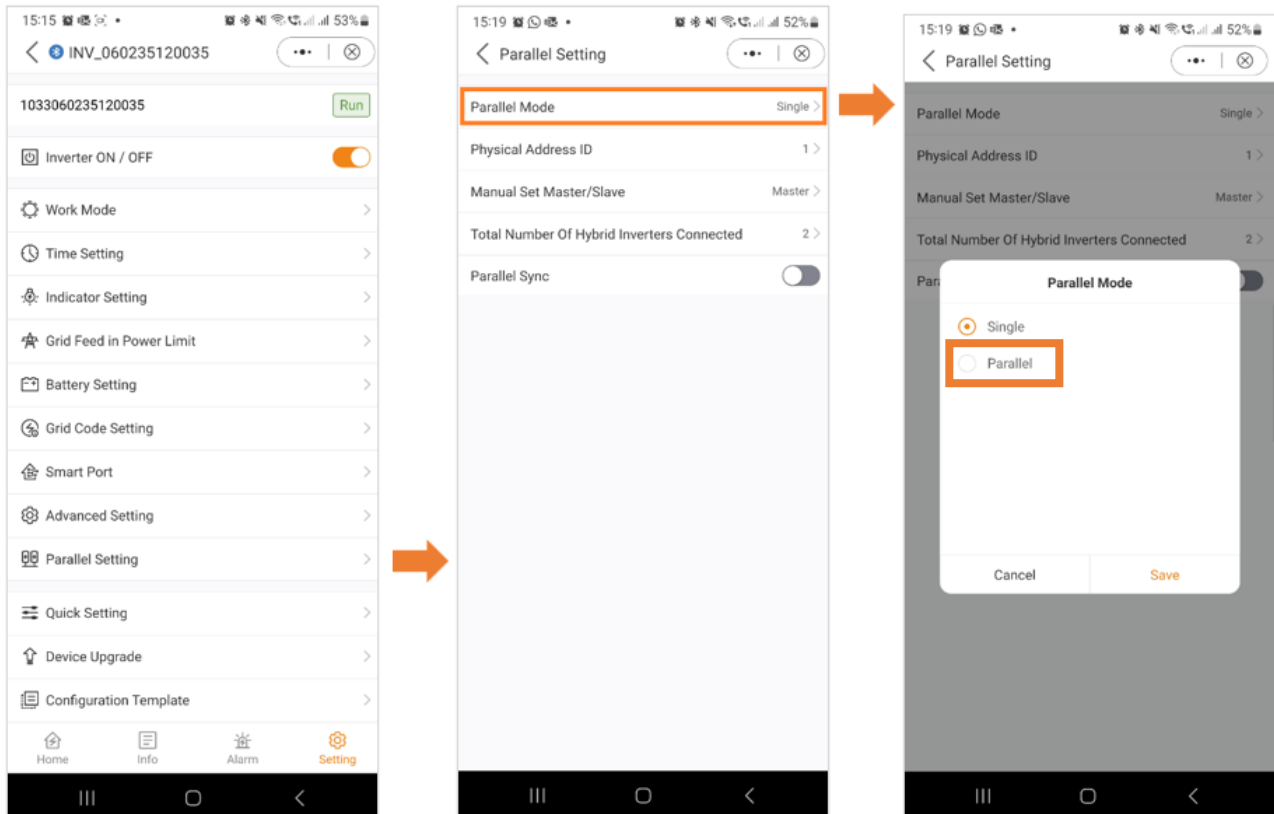 15:15 53%
INV_060235120035
1033060235120035 Run
Inverter ON / OFF
Work Mode
Time Setting
Indicator Setting
Grid Feed in Power Limit
Battery Setting
Grid Code Setting
Smart Port
Advanced Setting
Parallel Setting
Quick Setting
Device Upgrade
Configuration Template
Home Info Alarm Setting
15:19 52%
Parallel Setting
Parallel Mode Single
Physical Address ID 1
Manual Set Master/Slave Master
Total Number Of Hybrid Inverters Connected 2
Parallel Sync
15:19 52%
Parallel Setting
Parallel Mode Single
Physical Address ID 1
Manual Set Master/Slave Master
Total Number Of Hybrid Inverters Connected 2
Para
Parallel Mode
Single
Parallel
Cancel Save